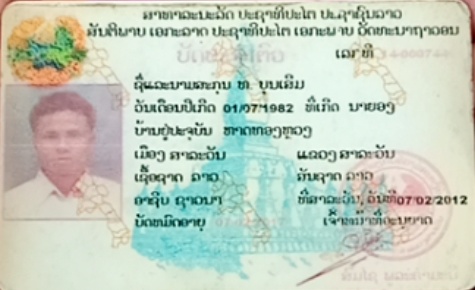 ສາທາລະນະລັດ ປະຊາທິປະໄຕ ປະຊາຊົນລາວ
ສັນຕິພາບ ເອກະລາດ ປະຊາທິປະໄຕ ເອກະພາບ ວັດທະນາຖາວອນ
ບັດປະຈຳຕົວ
ເລກທີ
ຊື່ແລະນາມສະກຸນ ທ. ບຸນເສີມ
ວັນເດືອນປີເກີດ 01/07/1982 ທີ່ເກີດ ນາຍອງ
ບ້ານຢູ່ປະຈຸບັນ ຫາດທອງຫຼວງ
ເມືອງ ສາລະວັນ ແຂວງ ສາລະວັນ
ເຊື້ອຊາດ ລາວ ສັນຊາດ ລາວ
ອາຊີບ ຊາວນາ ທີ່ສາລະວັນ, ວັນທີ07/02/2012
ບັດໝົດອາຍຸ ເຈົ້າໜ້າທີ່ອະນຸຍາດ